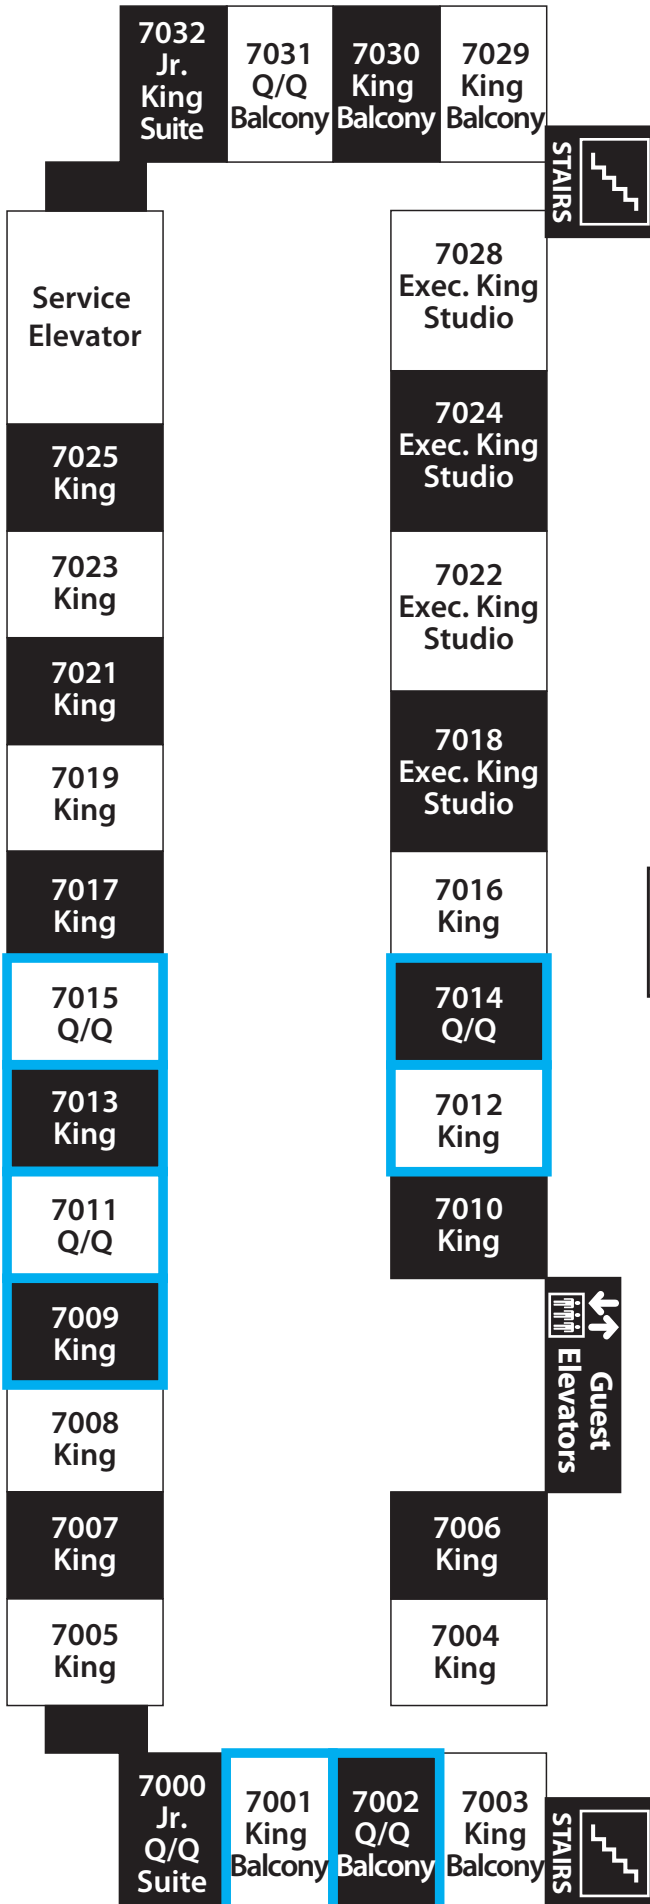 7032
Jr.
King
Suite
7031
Q/Q
Balcony
7030
King
Balcony
7029
King
Balcony
STAIRS
Service
Elevator
7025
King
7023
King
7021
King
7019
King
7017
King
7015
Q/Q
7013
King
7011
Q/Q
7009
King
7008
King
7007
King
7005
King
7028
Exec. King
Studio
7024
Exec. King
Studio
7022
Exec. King
Studio
7018
Exec. King
Studio
7016
King
7014
Q/Q
7012
King
7010
King
Guest
Elevators
7006
King
7004
King
7000
Jr.
Q/Q
Suite
7001
King
Balcony
7002
Q/Q
Balcony
7003
King
Balcony
STAIRS